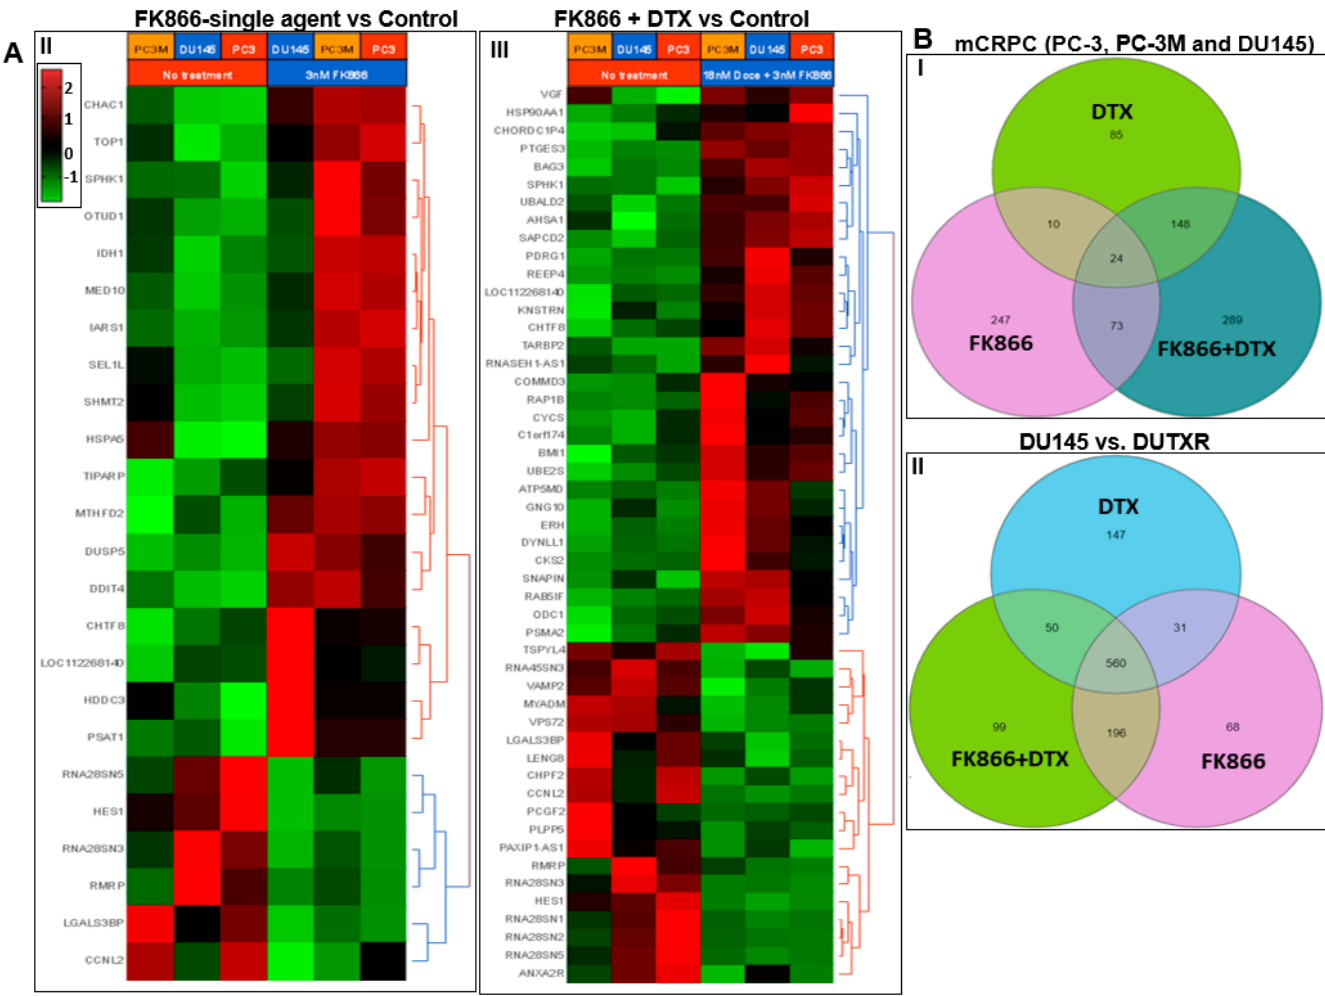 FK866-single agent vs Control
FK866 + DTX vs Control
A
II
PC3M
DU145
PC3
DU145
PC3M
PC3
No treatment
3nM FK866
2
1
0
-1
CHAC1
TOP1
SPHK1
OTUD1
IDH1
MED10
IARS1
SEL1L
SHMT2
HSPA5
TIPARP
MTHFD2
DUSP5
DDIT4
CHTF8
LOC112268140
HDDC3
PSAT1
RNA28SN5
HES1
RNA28SN3
RMRP
LGALS3BP
CCNL2
III
PC3M
DU145
PC3
PC3M
DU145
PC3
No treatment
18nM Doce + 3nM FK866
VGF
HSP90AA1
CHORDC1P4
PTGES3
BAG3
SPHK1
UBALD2
AHSA1
SAPCD2
PDRG1
REEP4
LOC112268140
KNSTRN
CHTF8
TARBP2
RNASEH1-AS1
COMMD3
RAP1B
CYCS
C1orf174
BMI1
UBE2S
ATP5MD
GNG10
ERH
DYNLL1
CKS2
SNAPIN
RAB5IF
ODC1
PSMA2
TSPYL4
RNA45SN3
VAMP2
MYADM
VPS72
LGALS3BP
LENG8
CHPF2
CCNL2
PCGF2
PLPP5
PAXIP1-AS1
RMRP
RNA28SN3
HES1
RNA28SN1
RNA28SN2
RNA28SN5
ANXA2R
B
mCRPC (PC-3, PC-3M and DU145)
I
DTX
85
10
148
24
247
FK866
73
289
FK866+DTX
DU145 vs. DUTXR
II
DTX
147
50
31
560
99
FK866+DTX
196
68
FK866